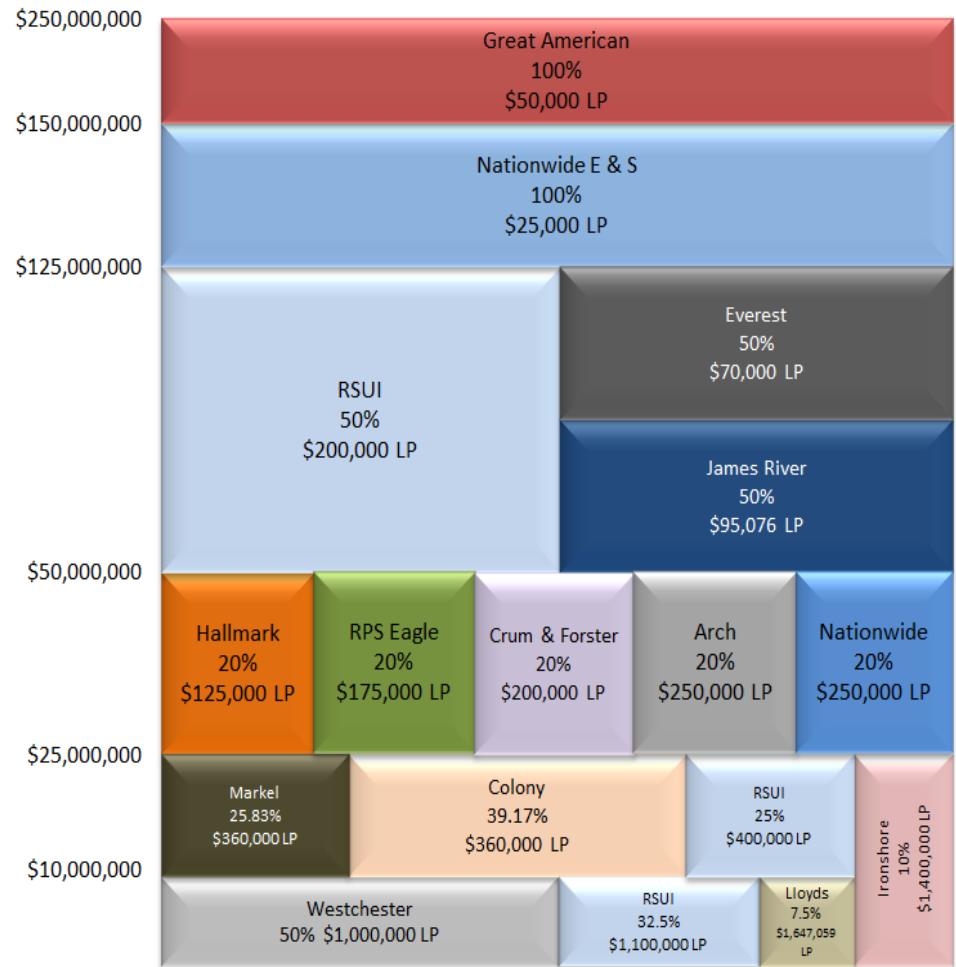 $250,000,000
Great American
100%
$50,000 LP
$150,000,000
Nationwide E & S
100%
$25,000 LP
$125,000,000
RSUI
50%
$200,000 LP
Everest
50%
$70,000 LP
James River
50%
$95,076 LP
$50,000,000
Hallmark
20%
$125,000 LP
RPS Eagle
20%
$175,000 LP
Crum & Forster
20%
$200,000 LP
Arch
20%
$250,000 LP
Nationwide
20%
$250,000 LP
$25,000,000
Markel
25.83%
$360,000 LP
Colony
39.17%
$360,000 LP
RSUI
25%
$400,000 LP
Ironshore
10%
$1,400,000 LP
$10,000,000
Westchester
50% $1,000,000 LP
RSUI
32.5%
$1,100,000 LP
Lloyds
7.5%
$1,647,059
LP